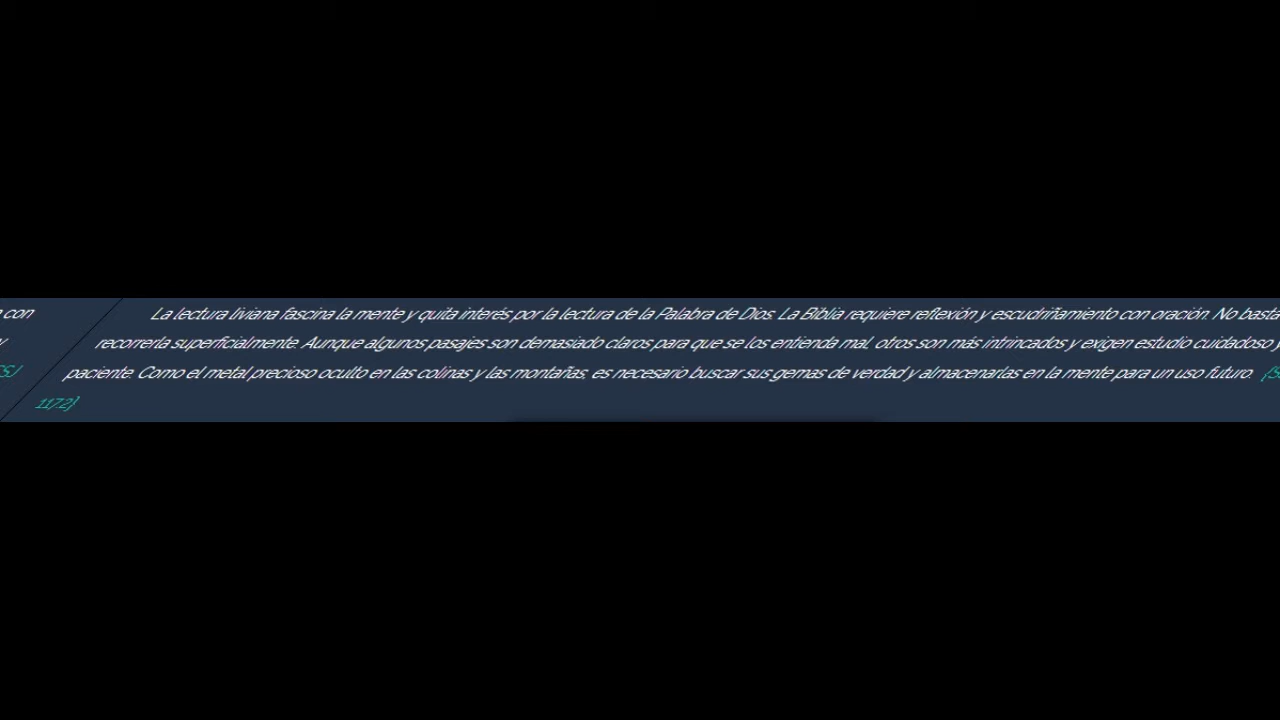 con
La lectura liviana fascina la mente y quita interés por la lectura de la Palabra de Dios. La Biblia requiere reflexión y escudriñamiento con oración. No basta
y
recorrerla superficialmente. Aunque algunos pasajes son demasiado claros para que se los entienda mal, otros son más intrincados y exigen estudio cuidadoso y
paciente. Como el metal precioso oculto en las colinas y las montañas, es necesario buscar sus gemas de verdad y almacenarlas en la mente para un uso futuro.
117.2}